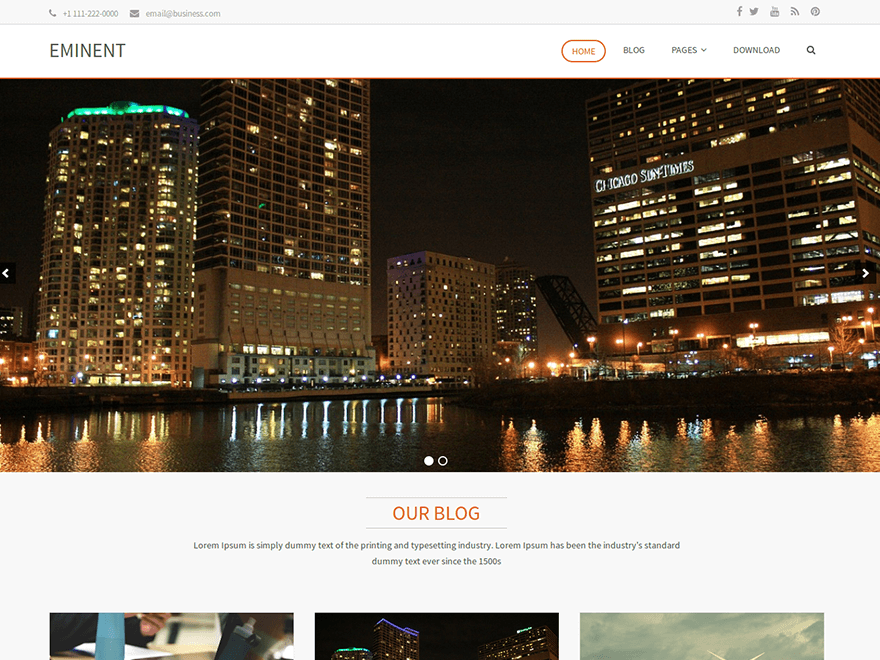 +1 111-222-0000 email@business.com
EMINENT
HOME BLOG PAGES DOWNLOAD
CHICAGO SUN-TIMES
OUR BLOG
Lorem Ipsum is simply dummy text of the printing and typesetting industry. Lorem Ipsum has been the industry's standard
dummy text ever since the 1500s